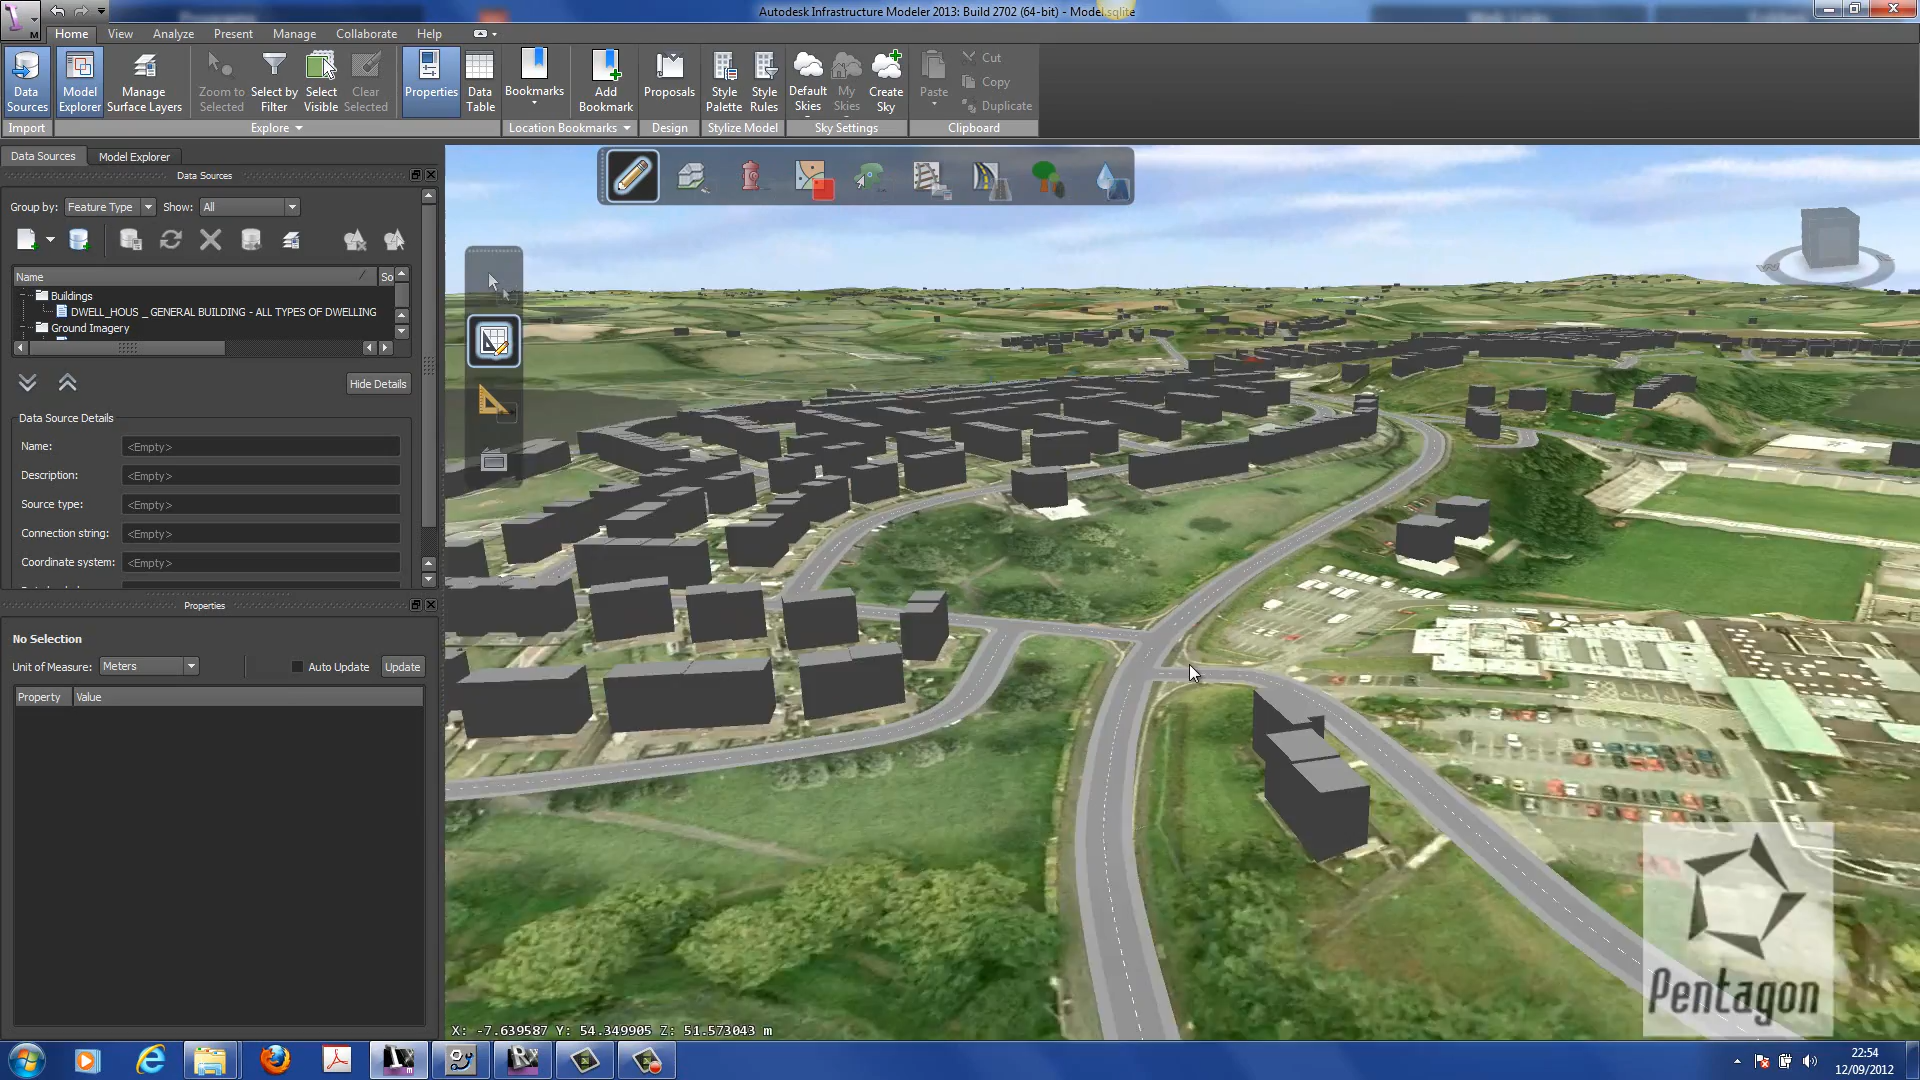 Autodesk Infrastructure Modeler 2013: Build 2702 (64-bit) - Model.sqlite
M
Home View Analyze Present Manage Collaborate Help
Data Sources
Model Explorer
Manage Surface Layers
Zoom to Selected
Select by Filter
Select Visible
Clear Selected
Properties
Data Table
Bookmarks
Add Bookmark
Proposals
Style Palette
Style Rules
Default Skies
My Skies
Create Sky
Paste
Cut
Copy
Duplicate
Import Explore Location Bookmarks Design Stylize Model Sky Settings Clipboard
Data Sources Model Explorer
Data Sources
Group by: Feature Type Show: All
Name So
Buildings
DWELL_HOUS _ GENERAL BUILDING - ALL TYPES OF DWELLING
Ground Imagery
Hide Details
Data Source Details
Name: <Empty>
Description: <Empty>
Source type: <Empty>
Connection string: <Empty>
Coordinate system: <Empty>
Properties
No Selection
Unit of Measure: Meters Auto Update Update
Property Value
X: -7.639587 Y: 54.349905 Z: 51.573043 m
Pentagon
22:54
12/09/2012